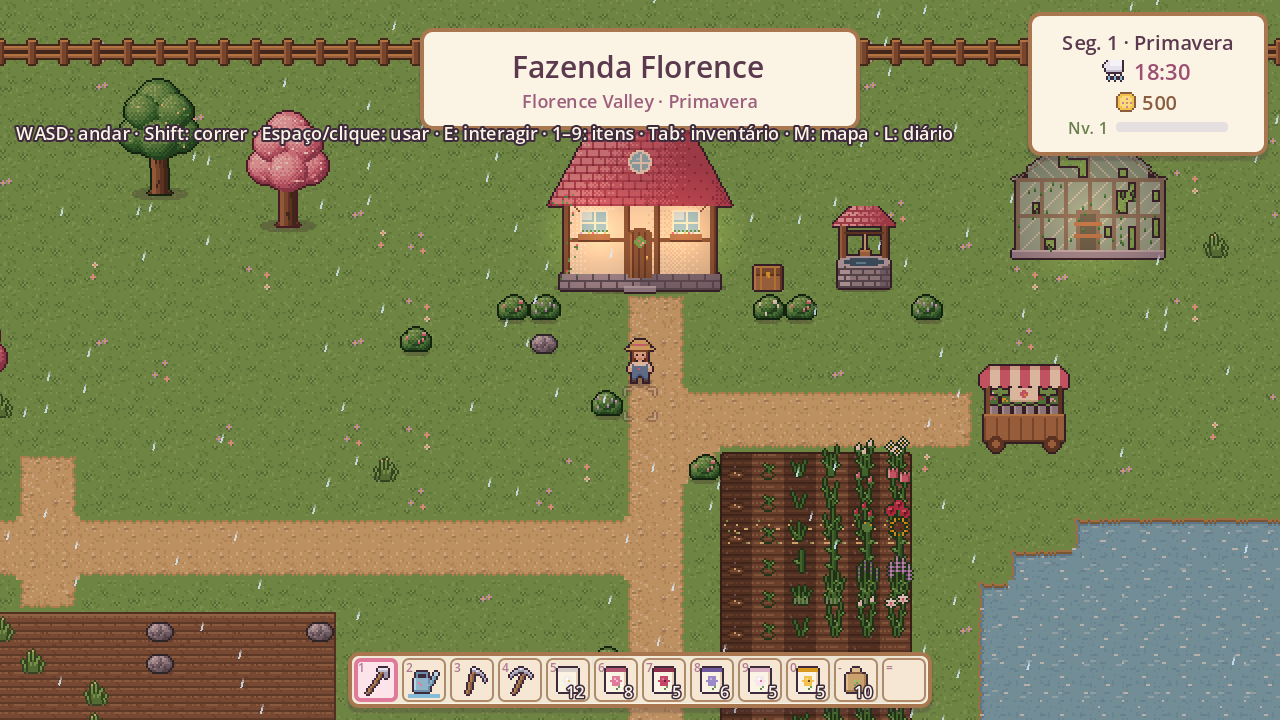 Fazenda Florence
Florence Valley · Primavera
Seg. 1 · Primavera
18:30
500
Nv. 1
WASD: andar · Shift: correr · Espaço/clique: usar · E: interagir · 1–9: itens · Tab: inventário · M: mapa · L: diário
1 2 3 4 5 6 7 8 9 0 - =
12 8 5 6 5 5 10